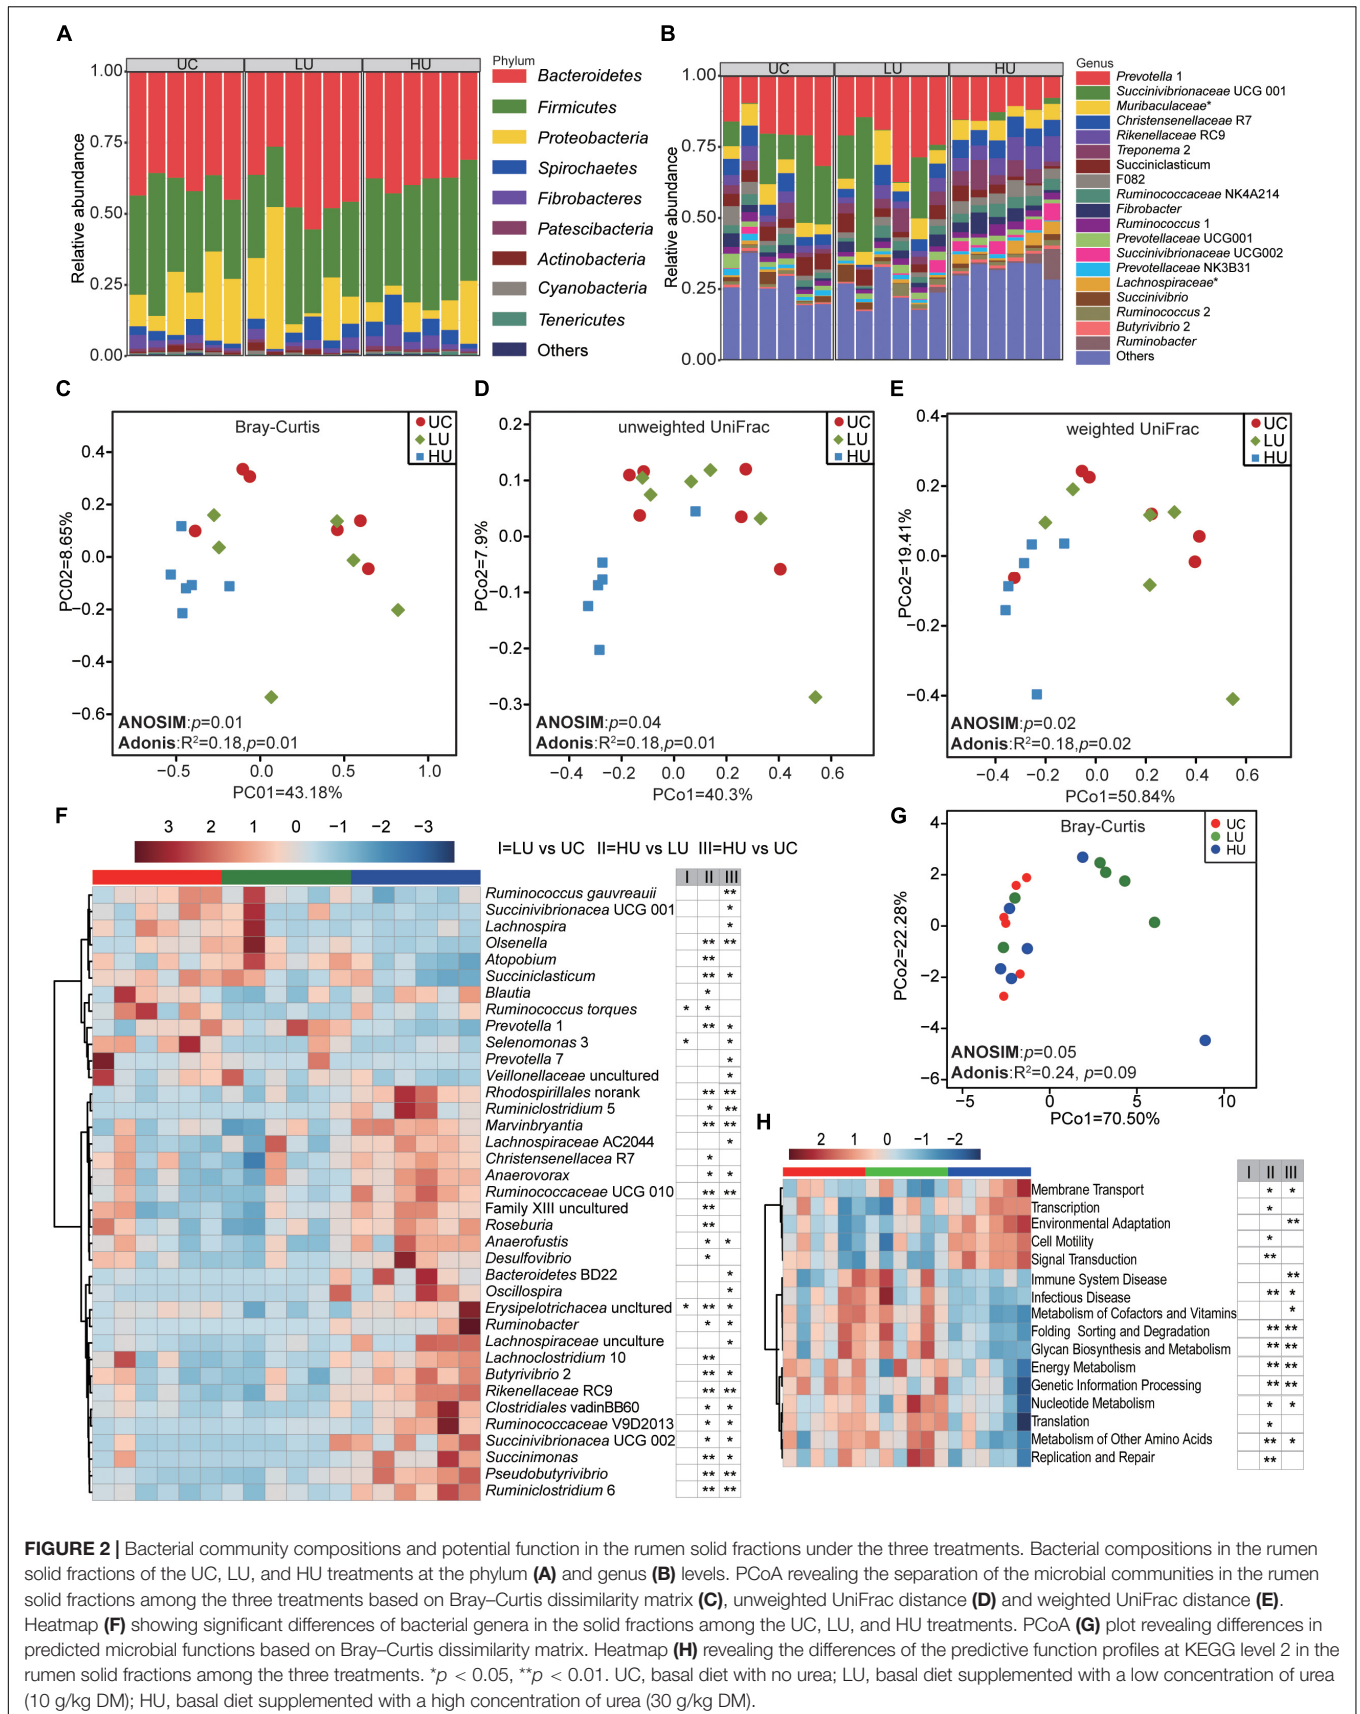 A
UC
LU
HU
Relative abundance
1.00
0.75
0.50
0.25
0.00
Phylum
Bacteroidetes
Firmicutes
Proteobacteria
Spirochaetes
Fibrobacteres
Patescibacteria
Actinobacteria
Cyanobacteria
Tenericutes
Others
B
UC
LU
HU
Relative abundance
1.00
0.75
0.50
0.25
0.00
Genus
Prevotella 1
Succinivibrionaceae UCG 001
Muribaculaceae*
Christensenellaceae R7
Rikenellaceae RC9
Treponema 2
Succiniclasticum
F082
Ruminococcaceae NK4A214
Fibrobacter
Ruminococcus 1
Prevotellaceae UCG001
Succinivibrionaceae UCG002
Prevotellaceae NK3B31
Lachnospiraceae*
Succinivibrio
Ruminococcus 2
Butyrivibrio 2
Ruminobacter
Others
C
Bray-Curtis
UC
LU
HU
PC02=8.65%
0.4
0.2
0.0
−0.2
−0.4
−0.6
ANOSIM:p=0.01
Adonis:R²=0.18,p=0.01
−0.5 0.0 0.5 1.0
PC01=43.18%
D
unweighted UniFrac
UC
LU
HU
PCo2=7.9%
0.2
0.1
0.0
−0.1
−0.2
−0.3
ANOSIM:p=0.04
Adonis:R²=0.18,p=0.01
−0.4 −0.2 0.0 0.2 0.4 0.6
PCo1=40.3%
E
weighted UniFrac
UC
LU
HU
PCo2=19.41%
0.4
0.2
0.0
−0.2
−0.4
ANOSIM:p=0.02
Adonis:R²=0.18,p=0.02
−0.4 −0.2 0.0 0.2 0.4 0.6
PCo1=50.84%
F
3 2 1 0 −1 −2 −3
I=LU vs UC II=HU vs LU III=HU vs UC
I II III
Ruminococcus gauvreauii **
Succinivibrionacea UCG 001 *
Lachnospira *
Olsenella ** **
Atopobium **
Succiniclasticum ** *
Blautia *
Ruminococcus torques * *
Prevotella 1 ** *
Selenomonas 3 * *
Prevotella 7 *
Veillonellaceae uncultured *
Rhodospirillales norank ** **
Ruminiclostridium 5 * **
Marvinbryantia ** **
Lachnospiraceae AC2044 *
Christensenellacea R7 *
Anaerovorax * *
Ruminococcaceae UCG 010 ** **
Family XIII uncultured **
Roseburia **
Anaerofustis * *
Desulfovibrio *
Bacteroidetes BD22 *
Oscillospira *
Erysipelotrichacea uncltured * ** *
Ruminobacter * *
Lachnospiraceae unculture *
Lachnoclostridium 10 **
Butyrivibrio 2 ** *
Rikenellaceae RC9 ** **
Clostridiales vadinBB60 * *
Ruminococcaceae V9D2013 * *
Succinivibrionacea UCG 002 * *
Succinimonas ** *
Pseudobutyrivibrio ** **
Ruminiclostridium 6 ** **
G
Bray-Curtis
UC
LU
HU
PCo2=22.28%
4
2
0
−2
−4
−6
ANOSIM:p=0.05
Adonis:R²=0.24, p=0.09
−5 0 5 10
PCo1=70.50%
H
2 1 0 −1 −2
I II III
Membrane Transport * *
Transcription *
Environmental Adaptation **
Cell Motility *
Signal Transduction **
Immune System Disease **
Infectious Disease ** *
Metabolism of Cofactors and Vitamins *
Folding Sorting and Degradation ** **
Glycan Biosynthesis and Metabolism ** **
Energy Metabolism ** **
Genetic Information Processing ** **
Nucleotide Metabolism * *
Translation *
Metabolism of Other Amino Acids ** *
Replication and Repair **
FIGURE 2 | Bacterial community compositions and potential function in the rumen solid fractions under the three treatments. Bacterial compositions in the rumen
solid fractions of the UC, LU, and HU treatments at the phylum (A) and genus (B) levels. PCoA revealing the separation of the microbial communities in the rumen
solid fractions among the three treatments based on Bray–Curtis dissimilarity matrix (C), unweighted UniFrac distance (D) and weighted UniFrac distance (E).
Heatmap (F) showing significant differences of bacterial genera in the solid fractions among the UC, LU, and HU treatments. PCoA (G) plot revealing differences in
predicted microbial functions based on Bray–Curtis dissimilarity matrix. Heatmap (H) revealing the differences of the predictive function profiles at KEGG level 2 in the
rumen solid fractions among the three treatments. *p < 0.05, **p < 0.01. UC, basal diet with no urea; LU, basal diet supplemented with a low concentration of urea
(10 g/kg DM); HU, basal diet supplemented with a high concentration of urea (30 g/kg DM).